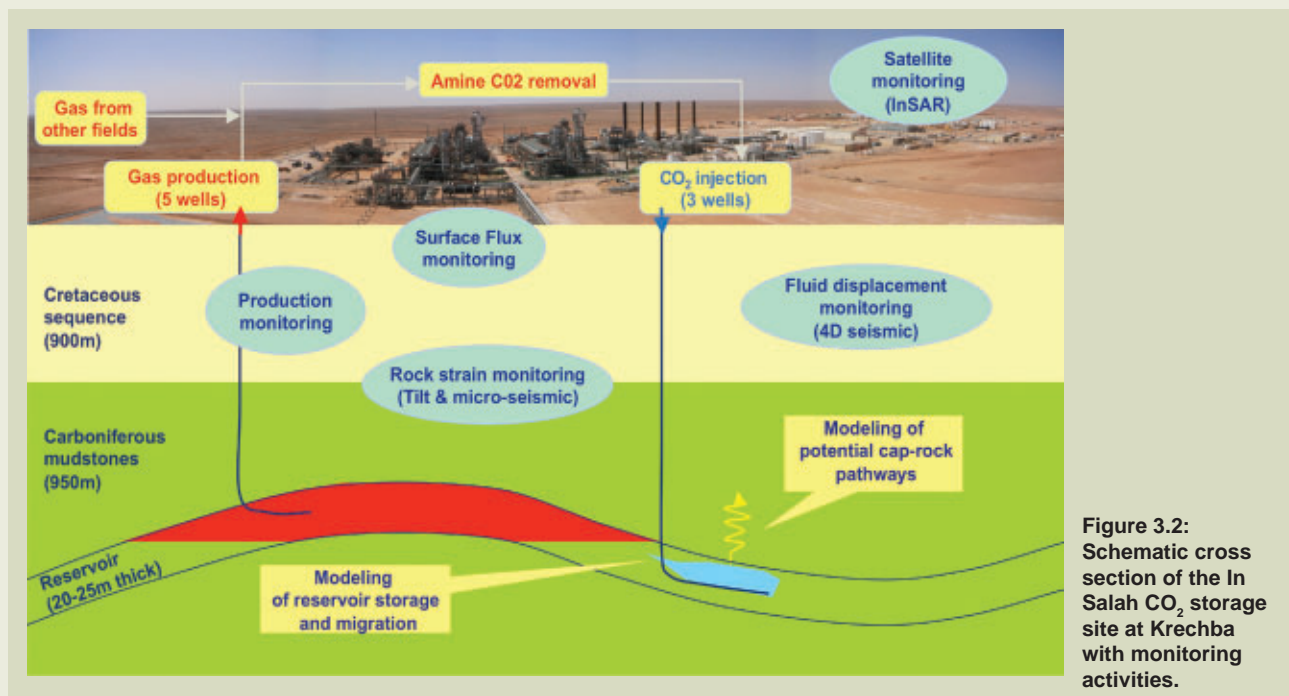 Satellite
monitoring
(InSAR)
Amine C02 removal
Gas from
other fields
Gas production
(5 wells)
CO₂ injection
(3 wells)
Surface Flux
monitoring
Cretaceous
sequence
(900m)
Production
monitoring
Fluid displacement
monitoring
(4D seismic)
Rock strain monitoring
(Tilt & micro-seismic)
Carboniferous
mudstones
(950m)
Modeling of
potential cap-rock
pathways
Reservoir
(20-25m thick)
Modeling
of reservoir storage
and migration
Figure 3.2:
Schematic cross
section of the In
Salah CO₂ storage
site at Krechba
with monitoring
activities.